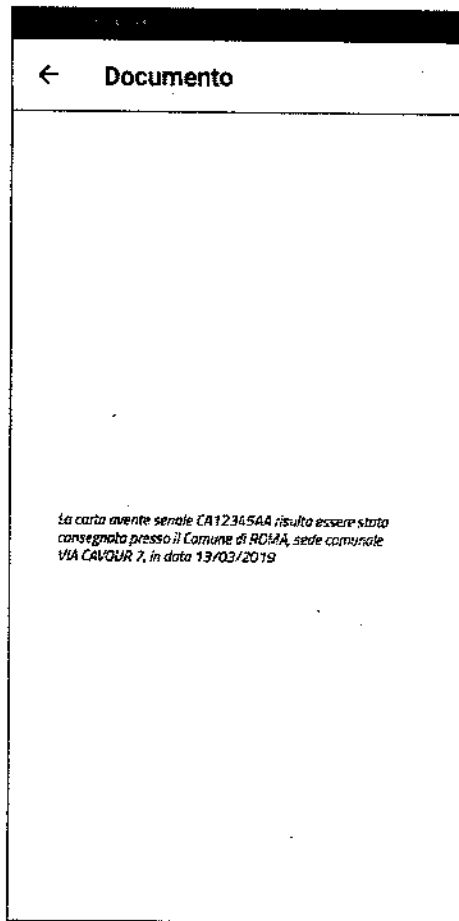 Documento
La carta avente seriale CA12345AA risulta essere stata
consegnata presso il Comune di ROMA, sede comunale
VIA CAVOUR 7, in data 13/03/2019